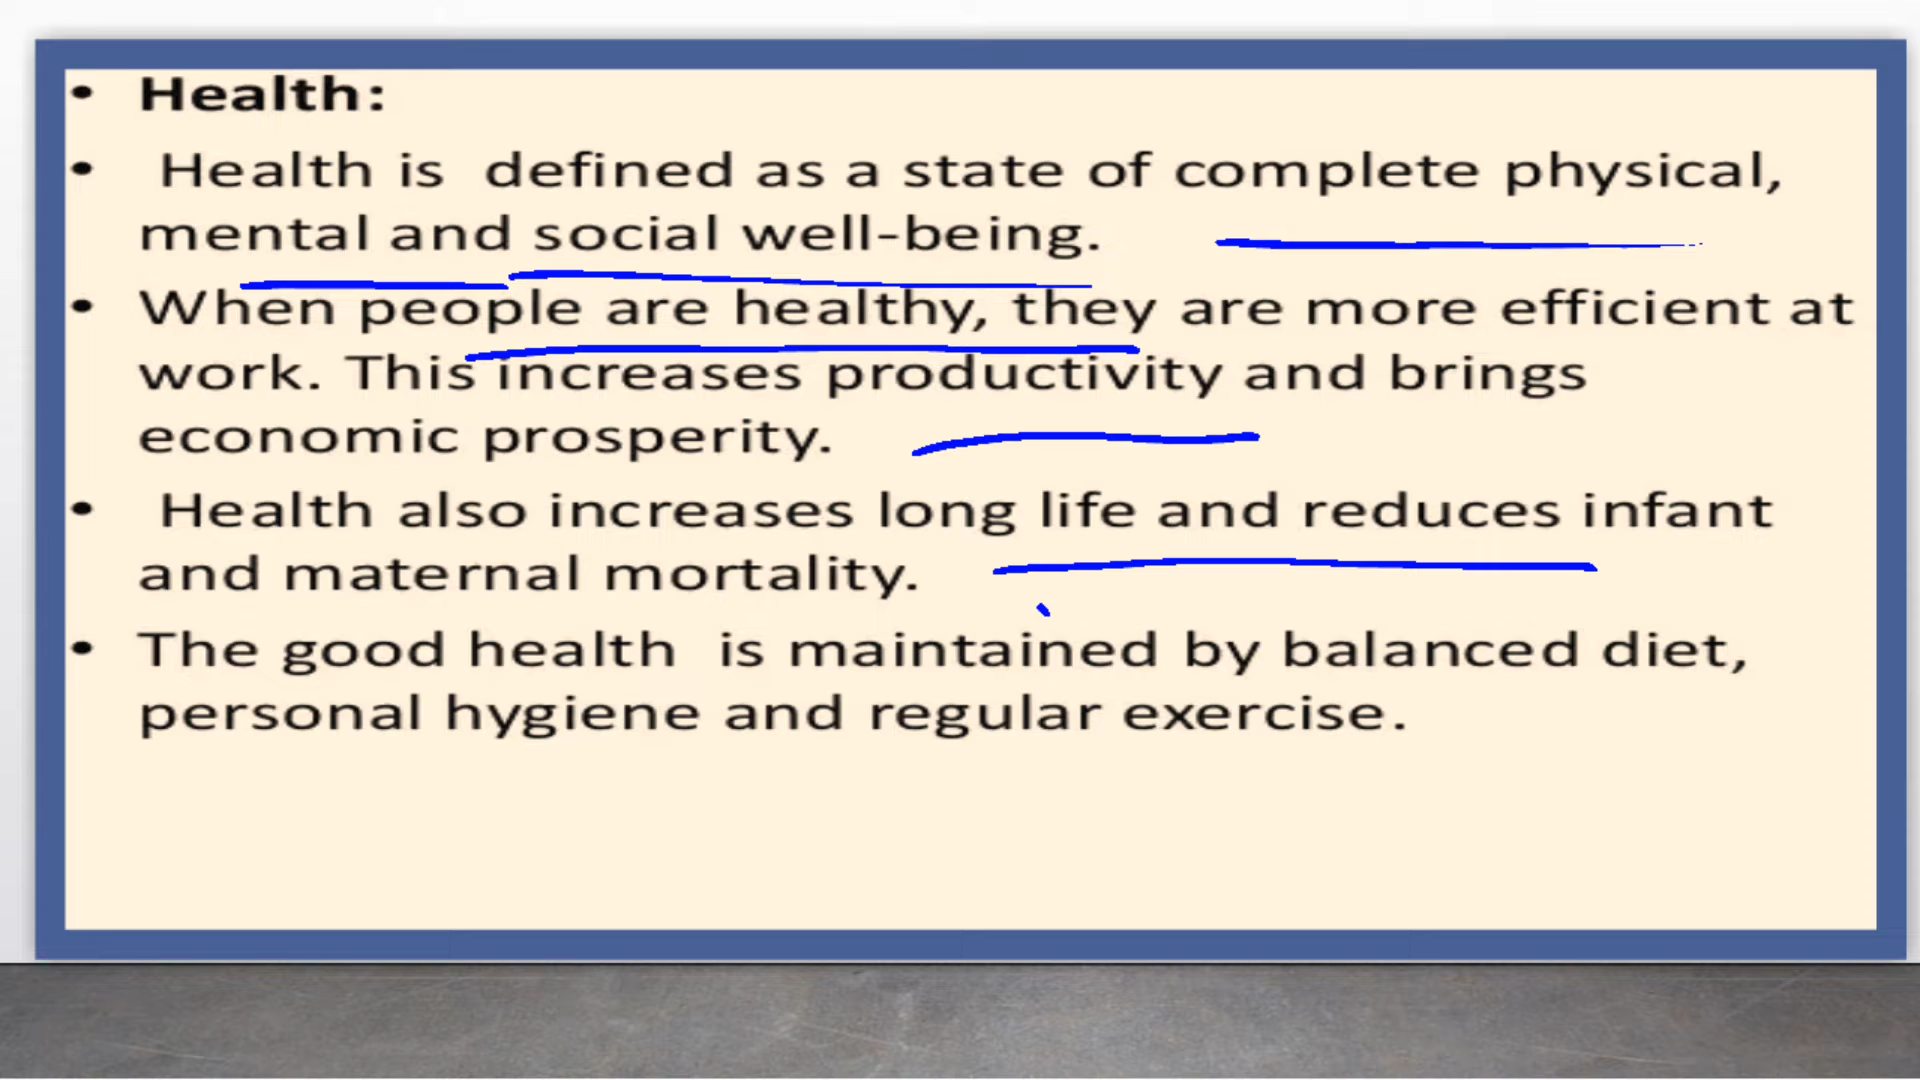 • Health:
• Health is defined as a state of complete physical,
mental and social well-being.
• When people are healthy, they are more efficient at
work. This increases productivity and brings
economic prosperity.
• Health also increases long life and reduces infant
and maternal mortality.
• The good health is maintained by balanced diet,
personal hygiene and regular exercise.